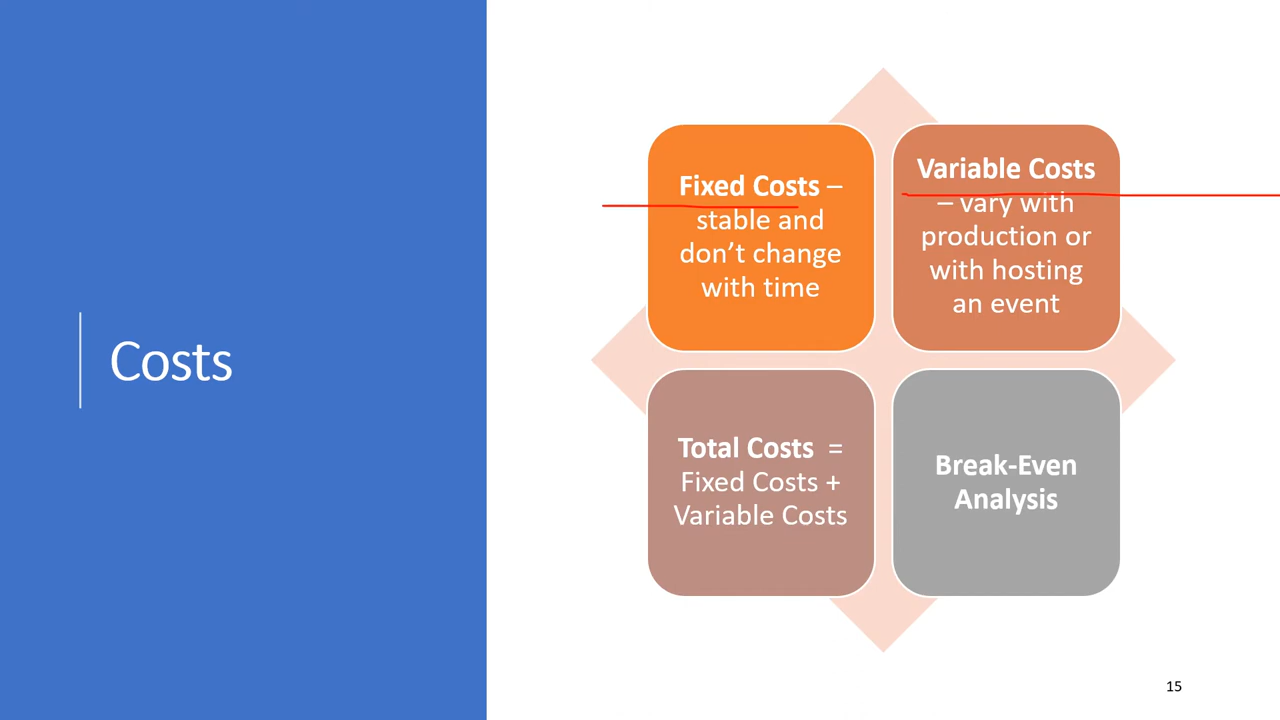 Costs
Fixed Costs –
stable and
don’t change
with time
Variable Costs
– vary with
production or
with hosting
an event
Total Costs =
Fixed Costs +
Variable Costs
Break-Even
Analysis
15